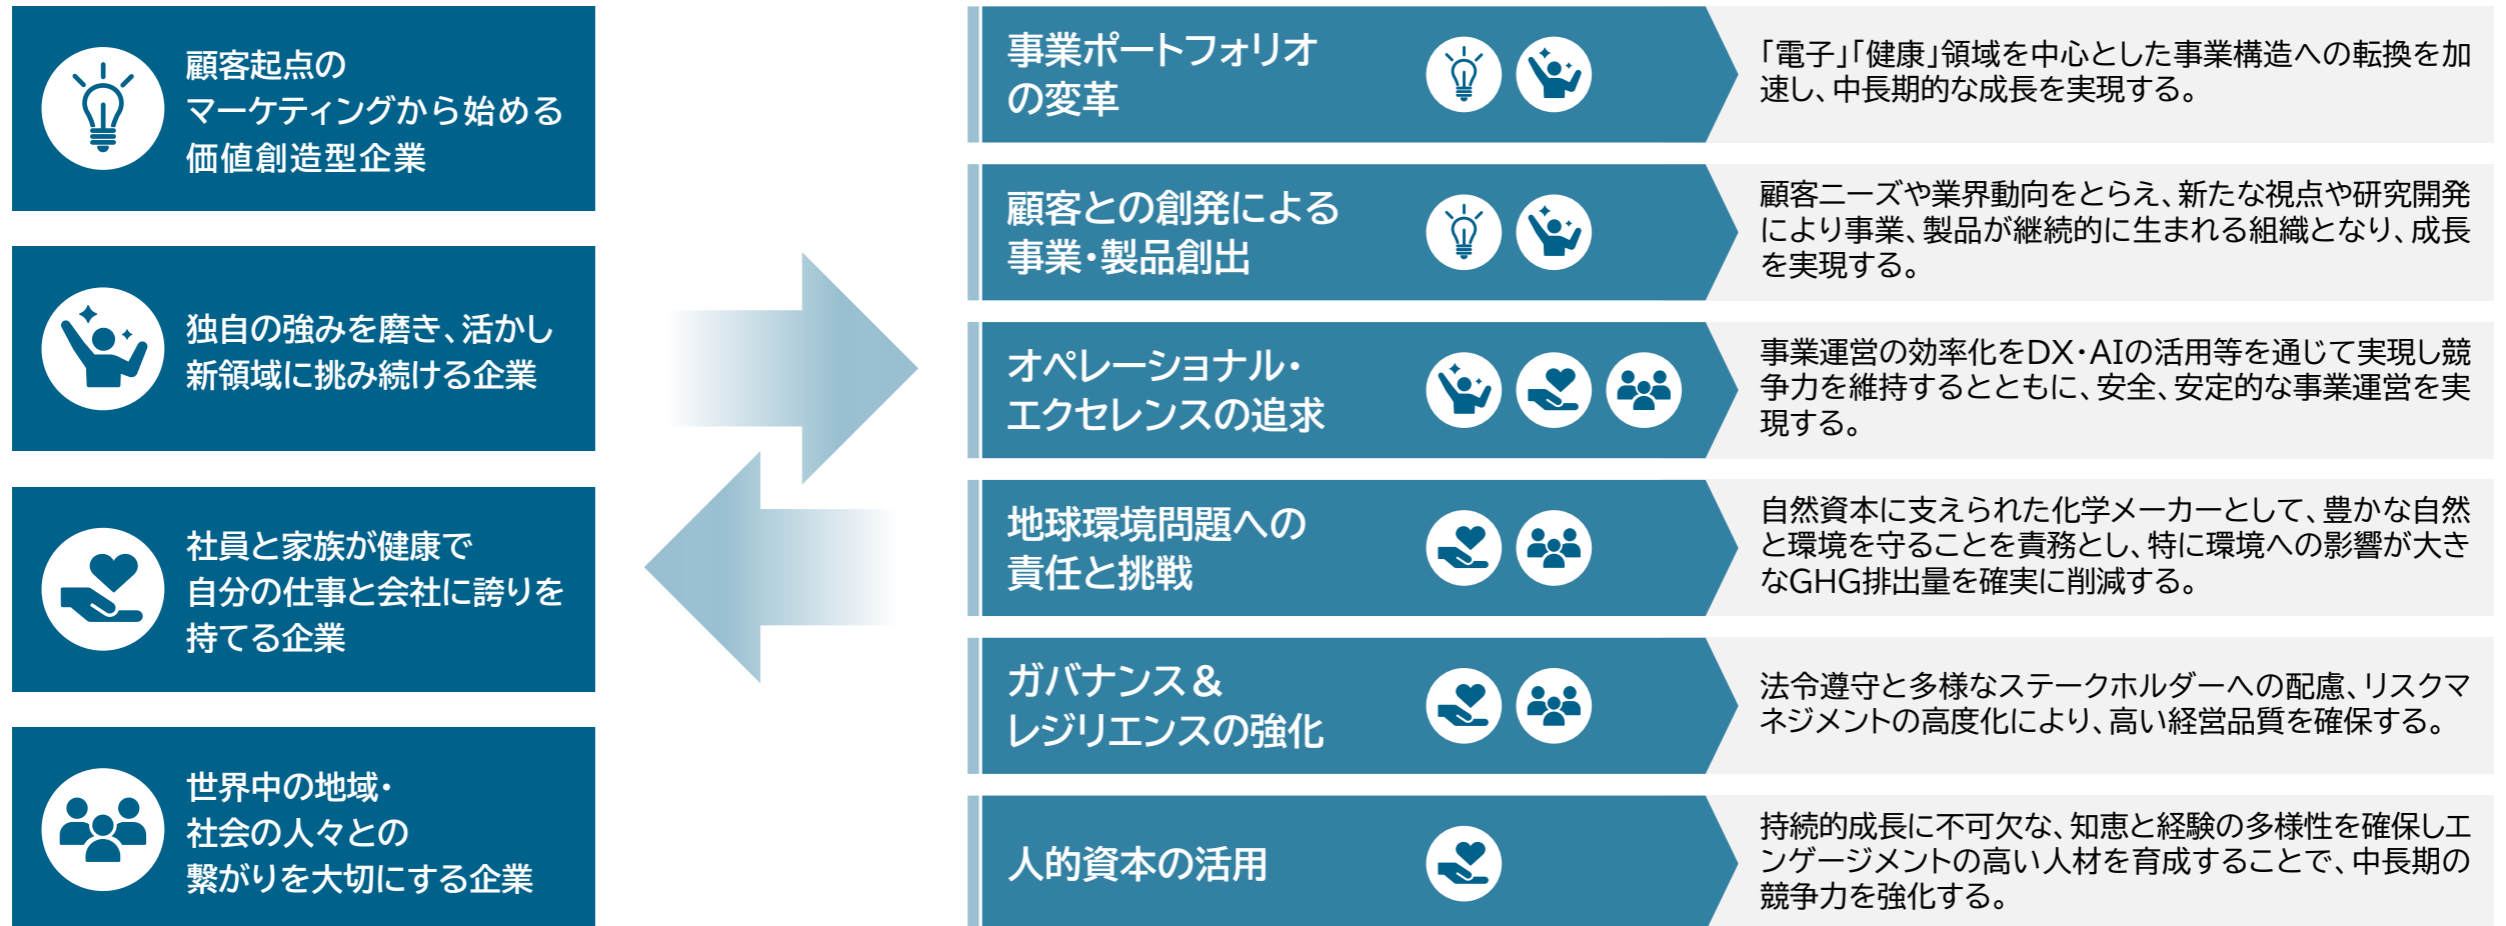 顧客起点の
マーケティングから始める
価値創造型企業
独自の強みを磨き、活かし
新領域に挑み続ける企業
社員と家族が健康で
自分の仕事と会社に誇りを
持てる企業
世界中の地域・
社会の人々との
繋がりを大切にする企業
事業ポートフォリオ
の変革
「電子」「健康」領域を中心とした事業構造への転換を加
速し、中長期的な成長を実現する。
顧客との創発による
事業・製品創出
顧客ニーズや業界動向をとらえ、新たな視点や研究開発
により事業、製品が継続的に生まれる組織となり、成長
を実現する。
オペレーショナル・
エクセレンスの追求
事業運営の効率化をDX・AIの活用等を通じて実現し競
争力を維持するとともに、安全、安定的な事業運営を実
現する。
地球環境問題への
責任と挑戦
自然資本に支えられた化学メーカーとして、豊かな自然
と環境を守ることを責務とし、特に環境への影響が大き
なGHG排出量を確実に削減する。
ガバナンス&
レジリエンスの強化
法令遵守と多様なステークホルダーへの配慮、リスクマ
ネジメントの高度化により、高い経営品質を確保する。
人的資本の活用
持続的成長に不可欠な、知恵と経験の多様性を確保しエ
ンゲージメントの高い人材を育成することで、中長期の
競争力を強化する。